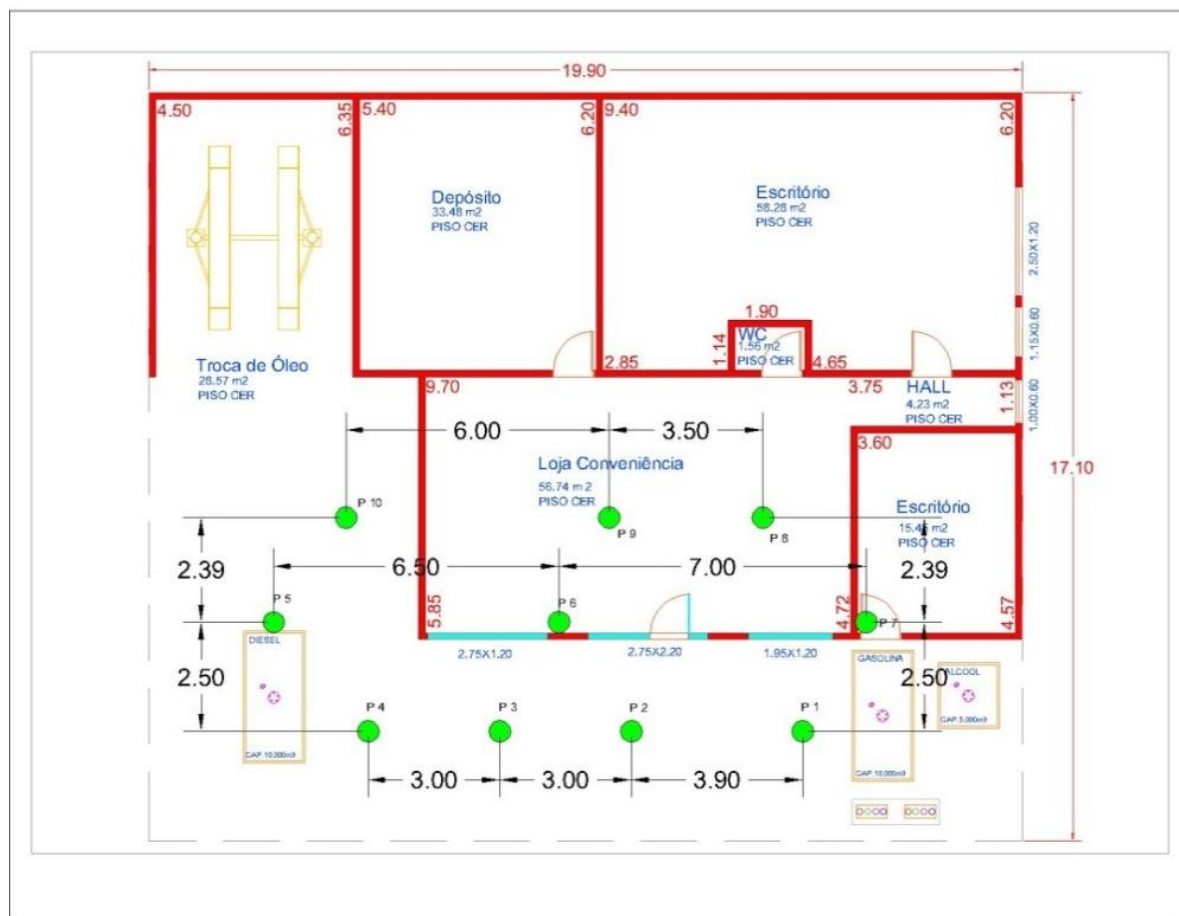 19.90
4.50
6.35
5.40
6.20
9.40
6.20
Depósito
33.48 m2
PISO CER
Escritório
58.28 m2
PISO CER
2.50X1.20
1.15X0.60
1.90
WC
1.56 m2
PISO CER
1.14
2.85
4.65
Troca de Óleo
28.57 m2
PISO CER
9.70
3.75
HALL
4.23 m2
PISO CER
1.13
1.00X0.60
6.00
3.50
3.60
17.10
Loja Conveniência
56.74 m2
PISO CER
Escritório
PISO CER
P 10
P 9
P 8
2.39
6.50
7.00
2.39
P 5
P 6
P 7
5.85
4.72
4.57
DIESEL
2.75X1.20
2.75X2.20
1.95X1.20
GASOLINA
ALCOOL
2.50
2.50
CAP.10,000m3
CAP.5,000m3
CAP.10,000m3
P 4
P 3
P 2
P 1
3.00
3.00
3.90